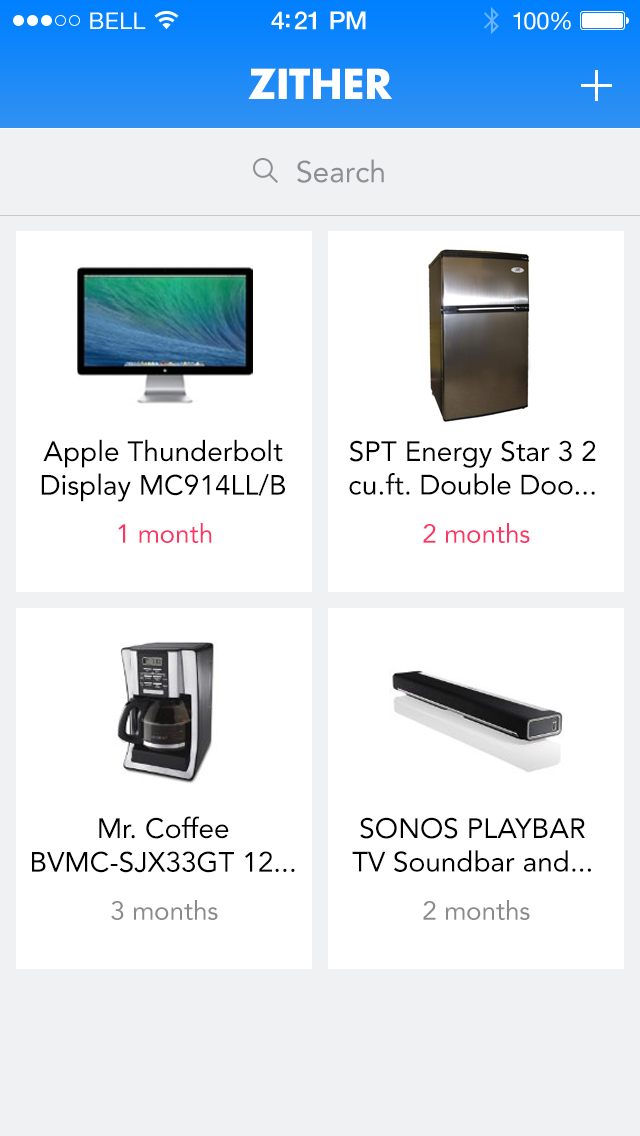 BELL 4:21 PM 100%
ZITHER
Search
Apple Thunderbolt
Display MC914LL/B
1 month
SPT Energy Star 3 2
cu.ft. Double Doo...
2 months
Mr. Coffee
BVMC-SJX33GT 12...
3 months
SONOS PLAYBAR
TV Soundbar and...
2 months